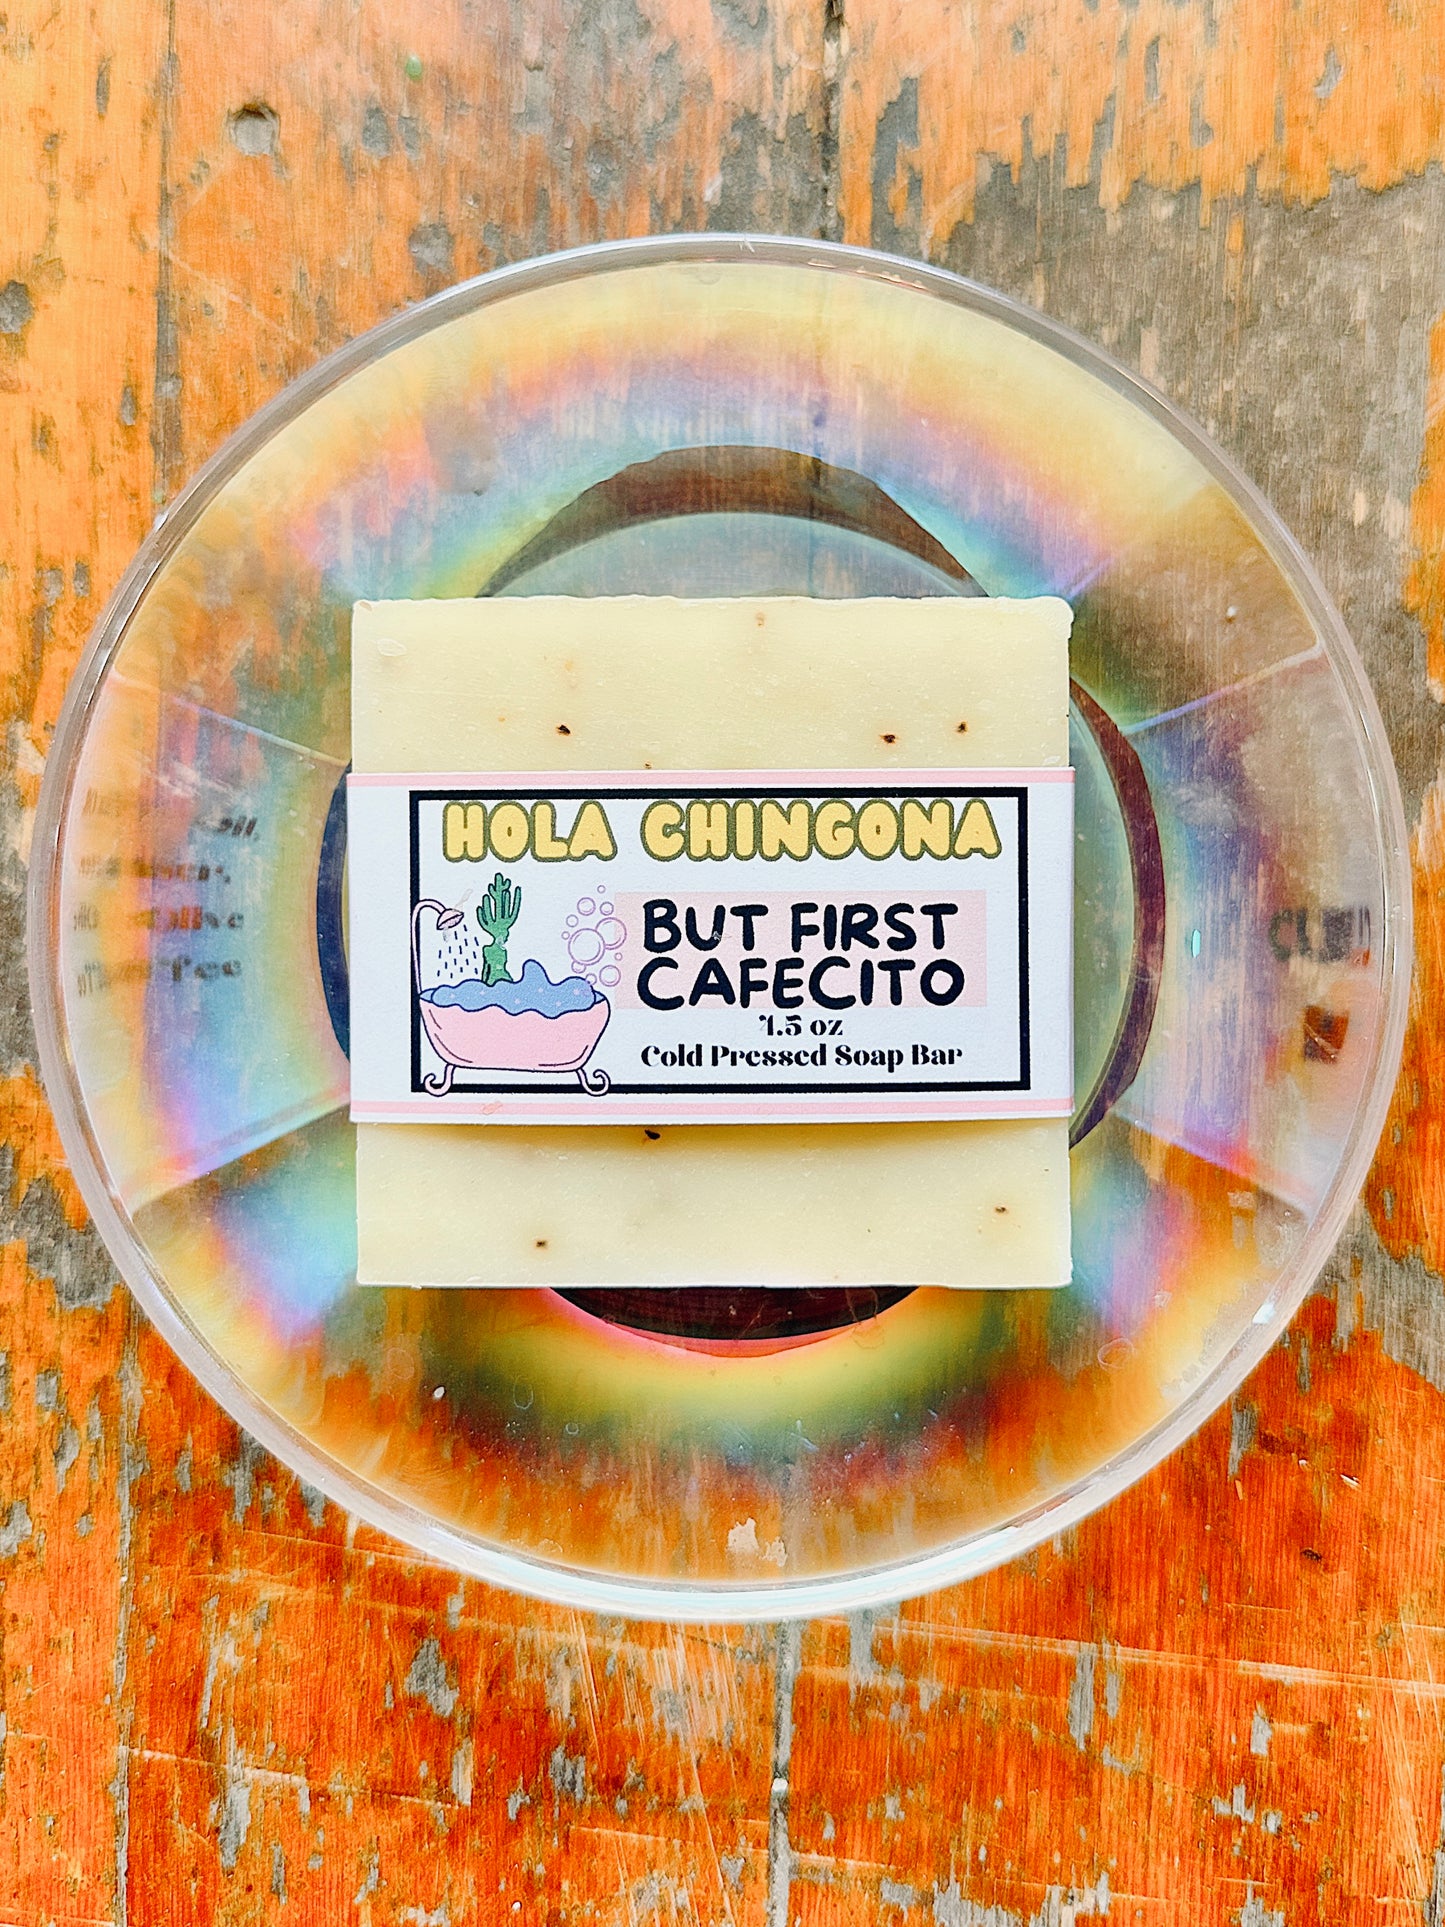 HOLA CHINGONA
BUT FIRST
CAFECITO
4.5 oz
Cold Pressed Soap Bar